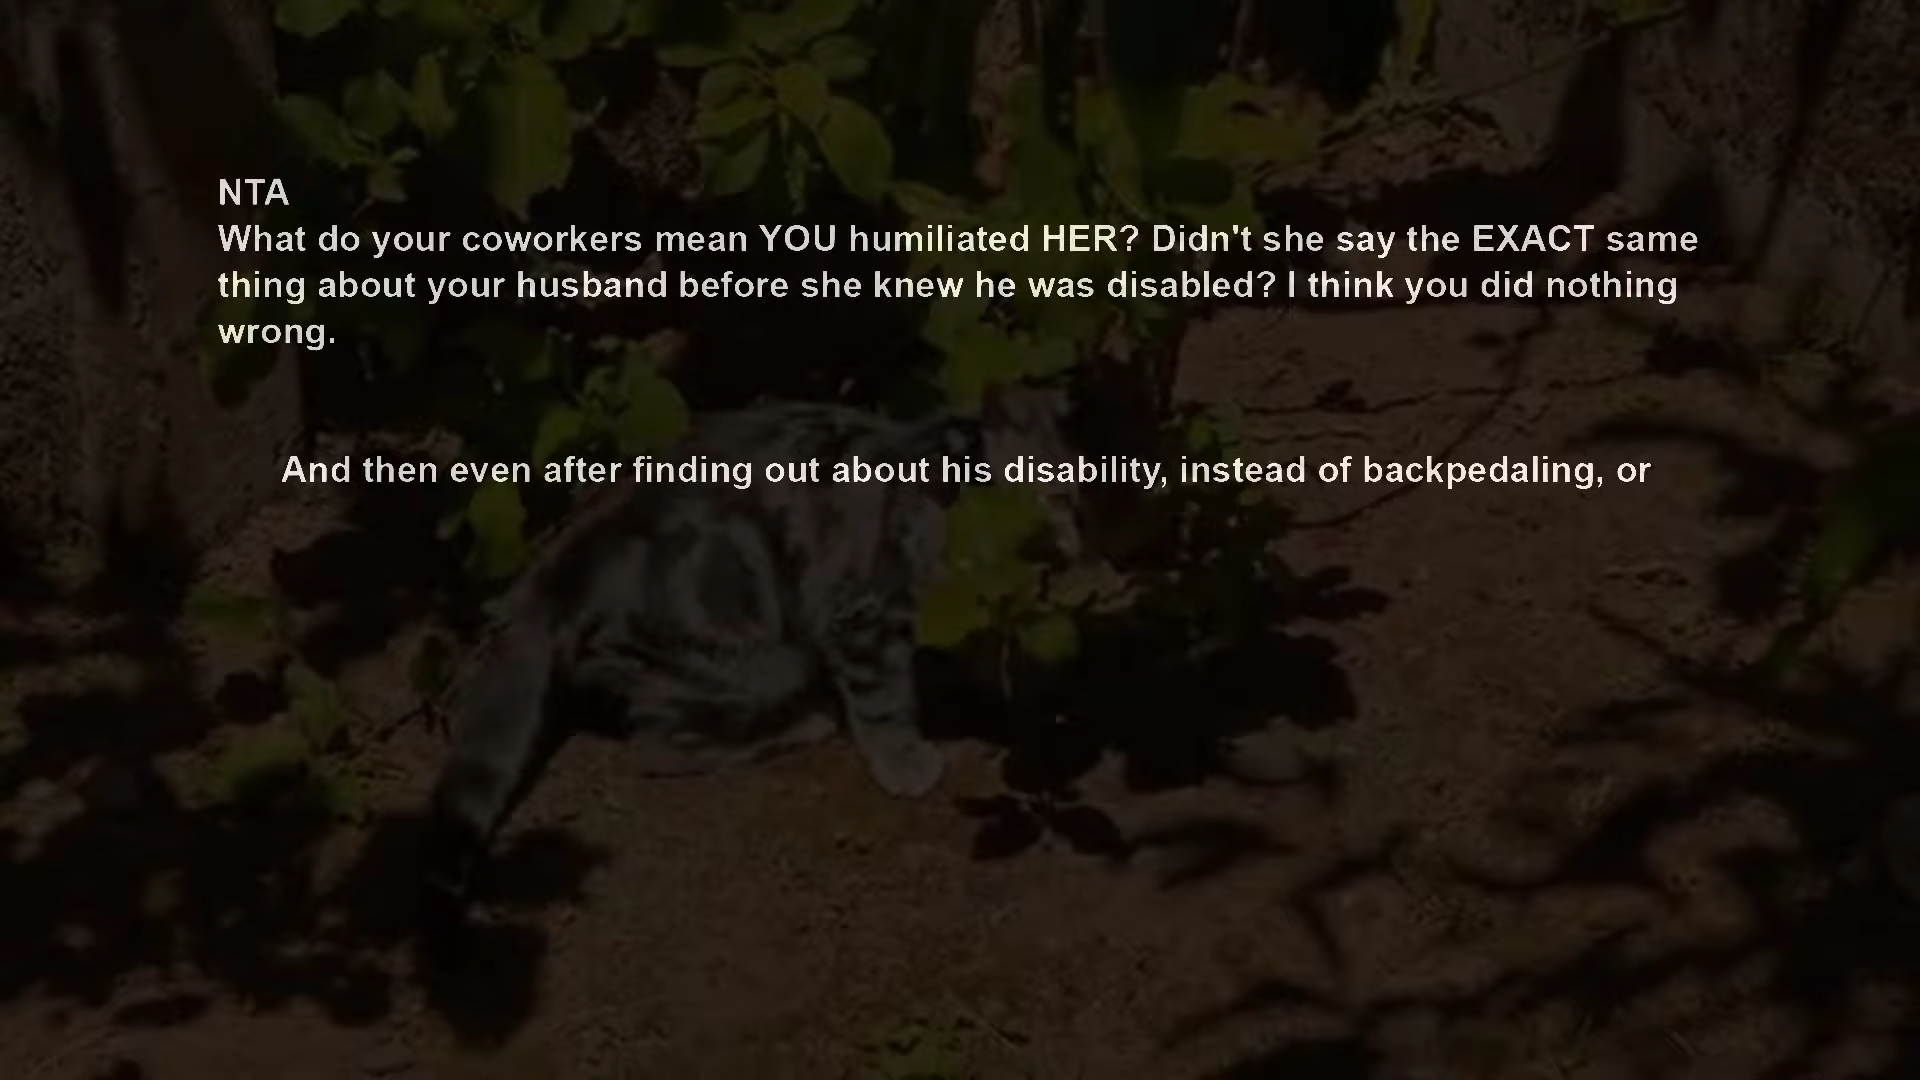 NTA
What do your coworkers mean YOU humiliated HER? Didn't she say the EXACT same
thing about your husband before she knew he was disabled? I think you did nothing
wrong.
And then even after finding out about his disability, instead of backpedaling, or